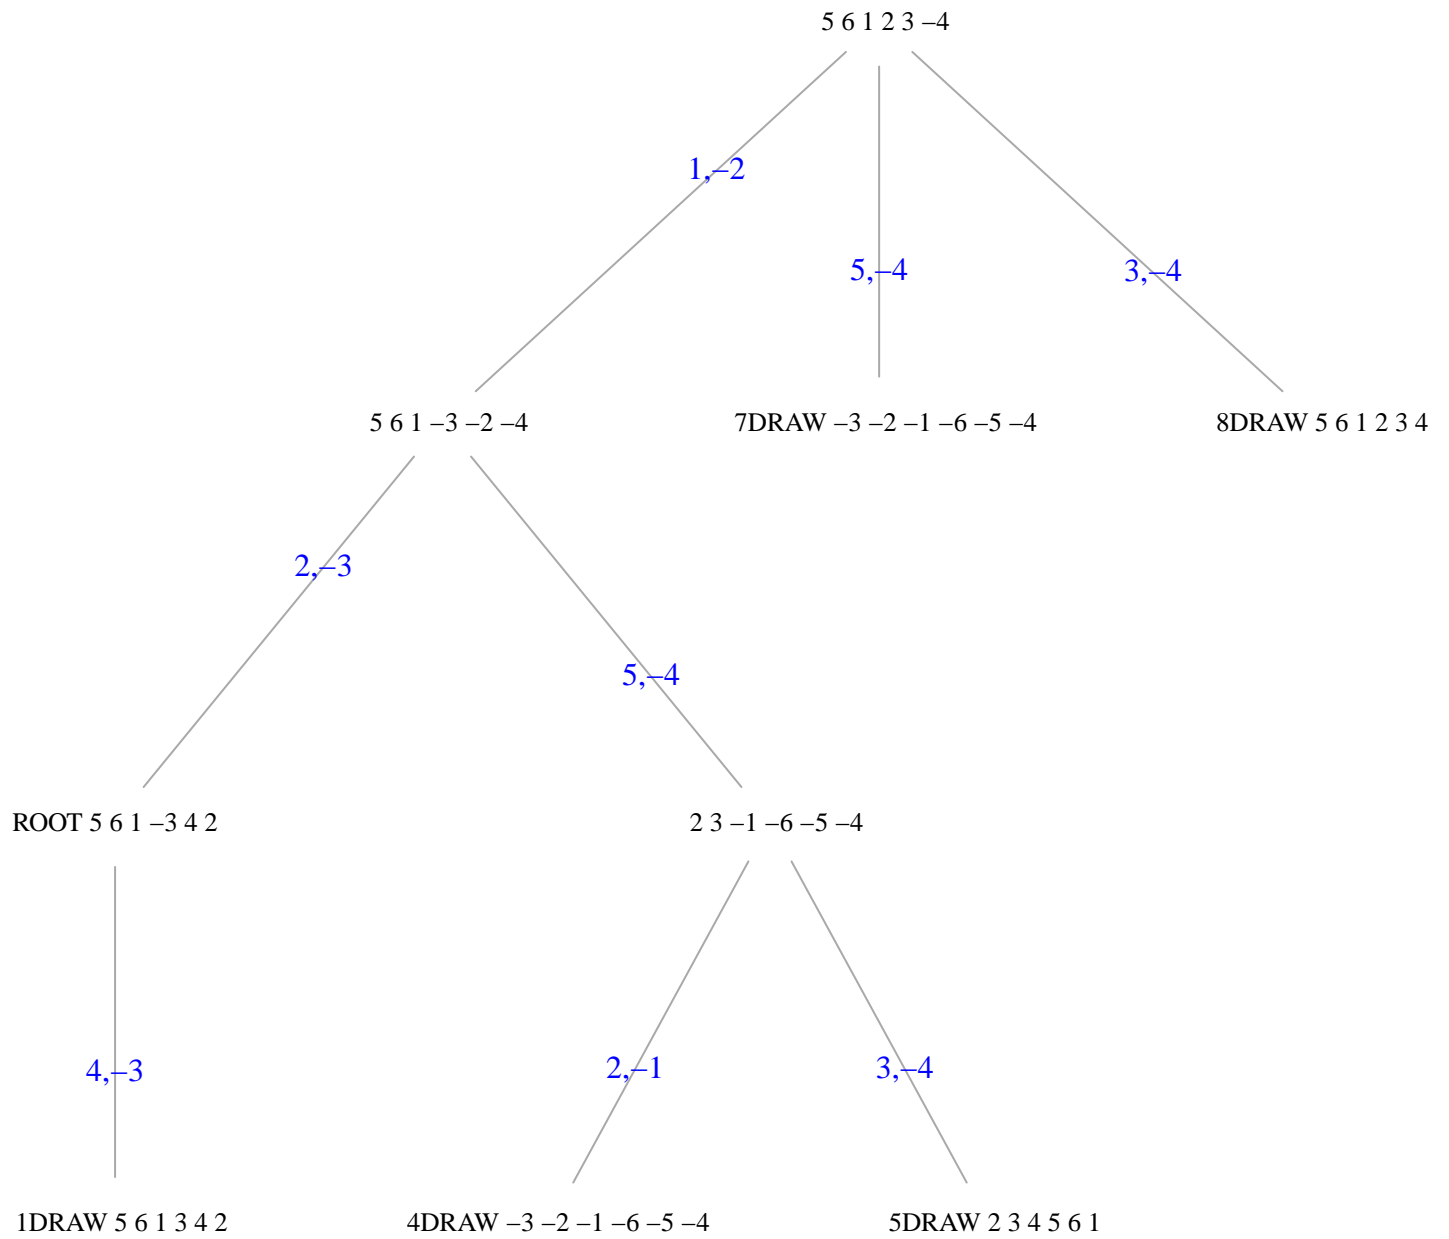 5 6 1 2 3 –4
1,–2
5,–4
3,–4
5 6 1 –3 –2 –4
7DRAW –3 –2 –1 –6 –5 –4
8DRAW 5 6 1 2 3 4
2,–3
5,–4
ROOT 5 6 1 –3 4 2
2 3 –1 –6 –5 –4
4,–3
2,–1
3,–4
1DRAW 5 6 1 3 4 2
4DRAW –3 –2 –1 –6 –5 –4
5DRAW 2 3 4 5 6 1